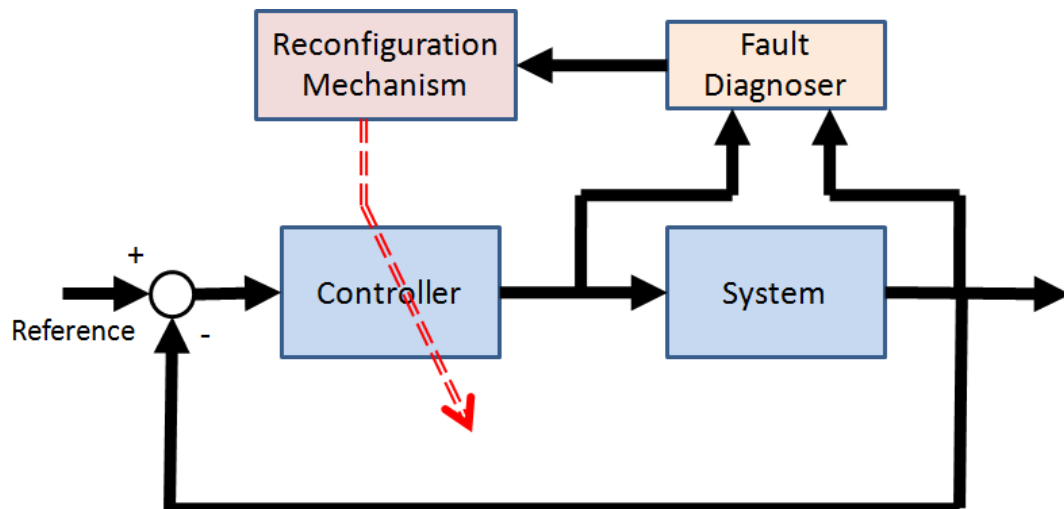 Reconfiguration
Mechanism
Fault
Diagnoser
+
Controller
System
Reference
-